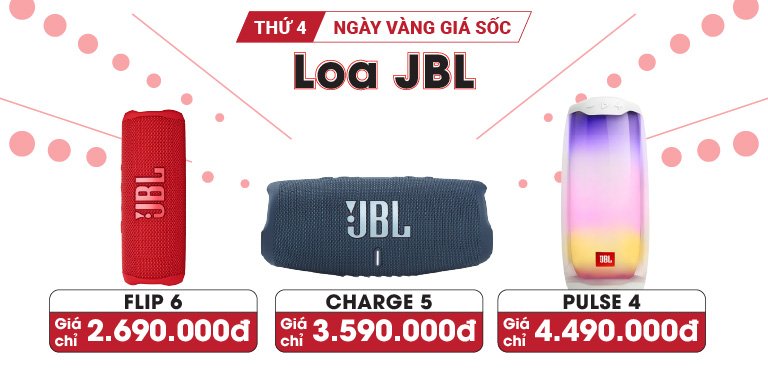 THỨ 4 NGÀY VÀNG GIÁ SỐC
Loa JBL
JBL
JBL
JBL
FLIP 6
Giá chỉ 2.690.000đ
CHARGE 5
Giá chỉ 3.590.000đ
PULSE 4
Giá chỉ 4.490.000đ